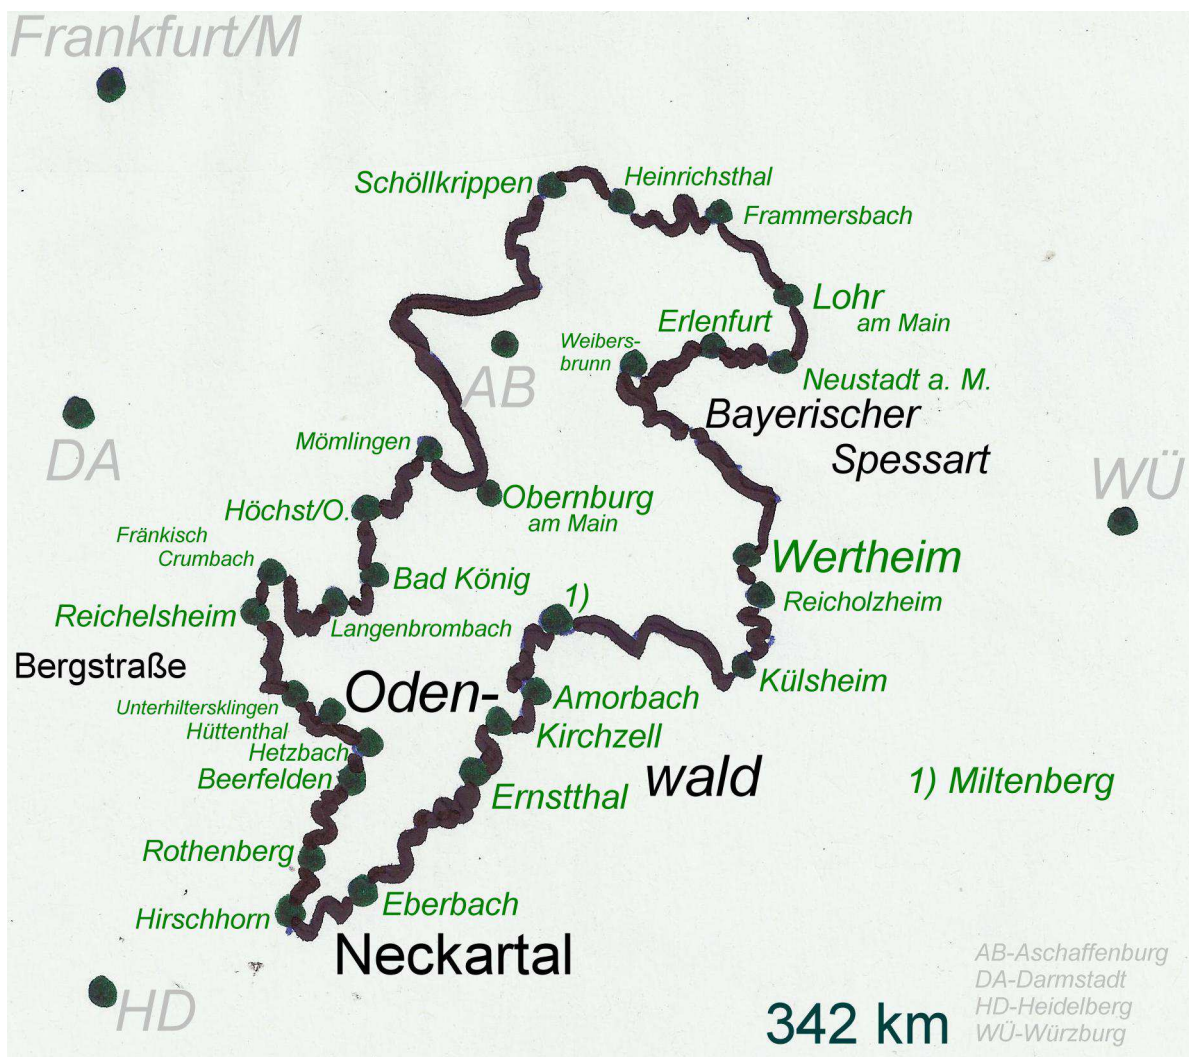 Frankfurt/M
Schöllkrippen
Heinrichsthal
Frammersbach
Lohr
am Main
Erlenfurt
Weibers-
brunn
Neustadt a. M.
AB
Bayerischer
Spessart
DA
Mömlingen
WÜ
Höchst/O.
Obernburg
am Main
Fränkisch
Crumbach
Wertheim
Bad König
1)
Reicholzheim
Reichelsheim
Langenbrombach
Bergstraße
Külsheim
Oden-
wald
Amorbach
Unterhiltersklingen
Hüttenthal
Kirchzell
Hetzbach
Beerfelden
Ernstthal
1) Miltenberg
Rothenberg
Eberbach
Hirschhorn
Neckartal
HD
342 km
AB-Aschaffenburg
DA-Darmstadt
HD-Heidelberg
WÜ-Würzburg